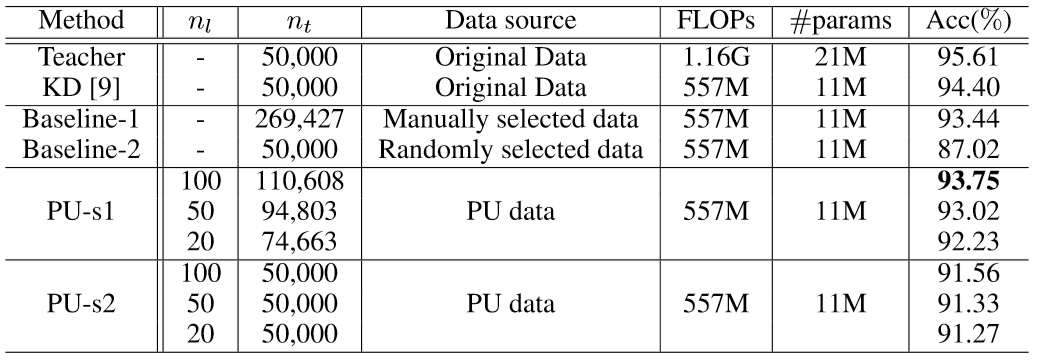 Method n_l n_t Data source FLOPs #params Acc(%)
Teacher - 50,000 Original Data 1.16G 21M 95.61
KD [9] - 50,000 Original Data 557M 11M 94.40
Baseline-1 - 269,427 Manually selected data 557M 11M 93.44
Baseline-2 - 50,000 Randomly selected data 557M 11M 87.02
100 110,608 93.75
PU-s1 50 94,803 PU data 557M 11M 93.02
20 74,663 92.23
100 50,000 91.56
PU-s2 50 50,000 PU data 557M 11M 91.33
20 50,000 91.27